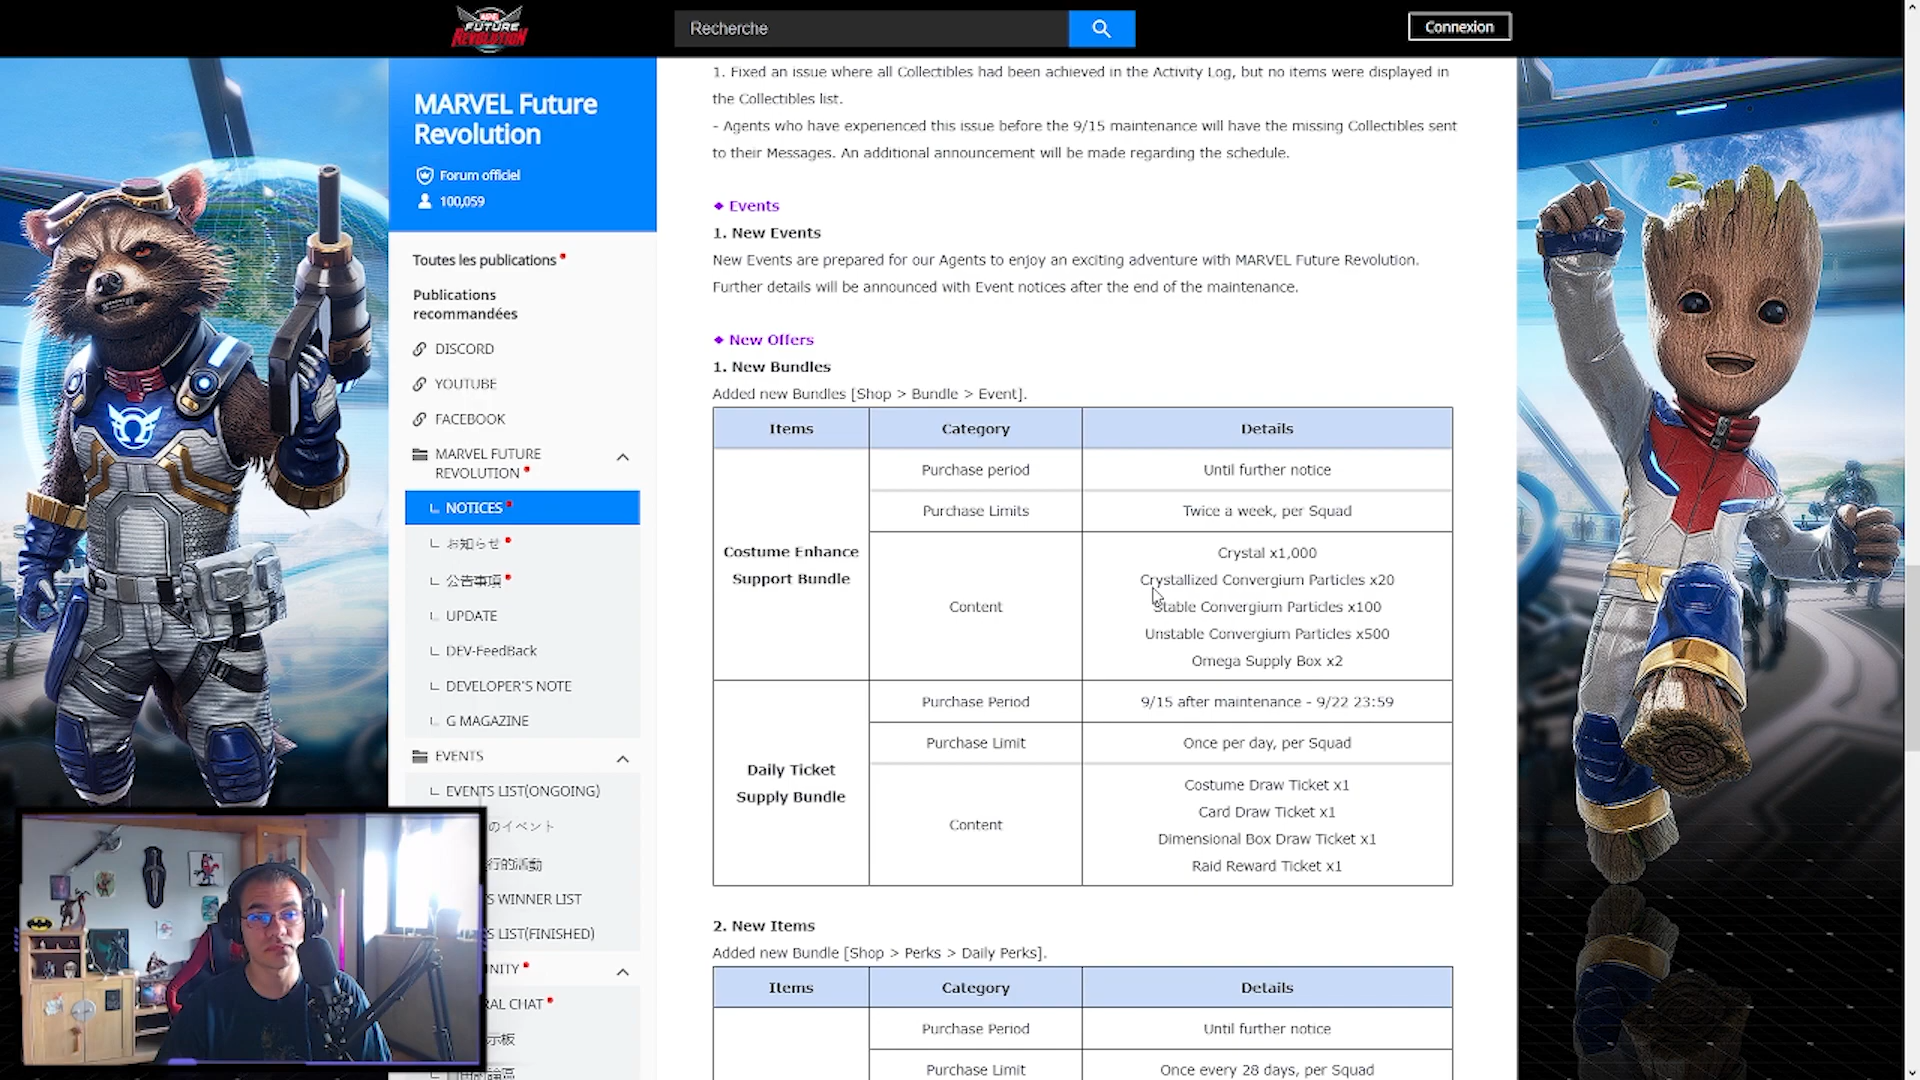 MARVEL
FUTURE
REVOLUTION
Recherche
Connexion
MARVEL Future
Revolution
Forum officiel
100,059
Toutes les publications
Publications
recommandées
DISCORD
YOUTUBE
FACEBOOK
MARVEL FUTURE
REVOLUTION
NOTICES
お知らせ
公告事項
UPDATE
DEV-FeedBack
DEVELOPER'S NOTE
G MAGAZINE
EVENTS
EVENTS LIST(ONGOING)
のイベント
行的活動
S WINNER LIST
S LIST(FINISHED)
NITY
RAL CHAT
示板
1. Fixed an issue where all Collectibles had been achieved in the Activity Log, but no items were displayed in
the Collectibles list.
- Agents who have experienced this issue before the 9/15 maintenance will have the missing Collectibles sent
to their Messages. An additional announcement will be made regarding the schedule.
◆ Events
1. New Events
New Events are prepared for our Agents to enjoy an exciting adventure with MARVEL Future Revolution.
Further details will be announced with Event notices after the end of the maintenance.
◆ New Offers
1. New Bundles
Added new Bundles [Shop > Bundle > Event].
Items Category Details
Costume Enhance
Support Bundle
Purchase period Until further notice
Purchase Limits Twice a week, per Squad
Content
Crystal x1,000
Crystallized Convergium Particles x20
Stable Convergium Particles x100
Unstable Convergium Particles x500
Omega Supply Box x2
Daily Ticket
Supply Bundle
Purchase Period 9/15 after maintenance - 9/22 23:59
Purchase Limit Once per day, per Squad
Content
Costume Draw Ticket x1
Card Draw Ticket x1
Dimensional Box Draw Ticket x1
Raid Reward Ticket x1
2. New Items
Added new Bundle [Shop > Perks > Daily Perks].
Items Category Details
Purchase Period Until further notice
Purchase Limit Once every 28 days, per Squad